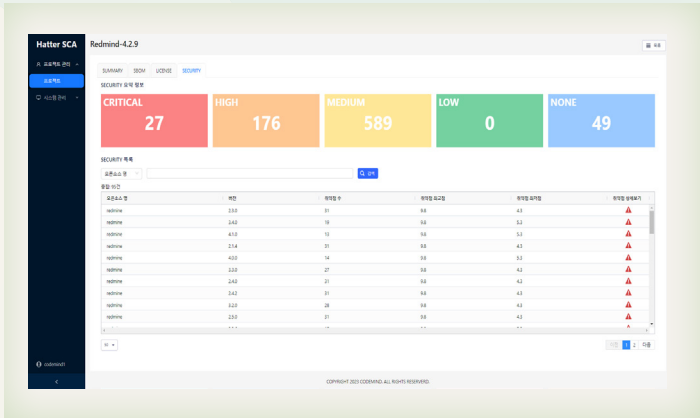 Hatter SCA
Redmind-4.2.9
목록
프로젝트 관리
프로젝트
시스템 관리
SUMMARY SBOM LICENSE SECURITY
SECURITY 요약 정보
CRITICAL HIGH MEDIUM LOW NONE
27 176 589 0 49
SECURITY 목록
오픈소스 명 검색
오픈소스 명 버전 취약점 수 취약점 최고점 취약점 최저점 취약점 상세보기
redmine 2.5.0 31 9.8 4.3
redmine 3.4.0 19 9.8 5.3
redmine 4.1.0 13 9.8 5.3
redmine 2.1.4 31 9.8 4.3
redmine 4.0.0 14 9.8 5.3
redmine 3.3.0 27 9.8 4.3
redmine 2.4.0 31 9.8 4.3
redmine 2.4.2 31 9.8 4.3
redmine 3.2.0 28 9.8 4.3
redmine 2.6.0 31 9.8 4.3
이전 1 2 다음
codemind1
COPYRIGHT 2023 CODEMIND. ALL RIGHTS RESERVERD.